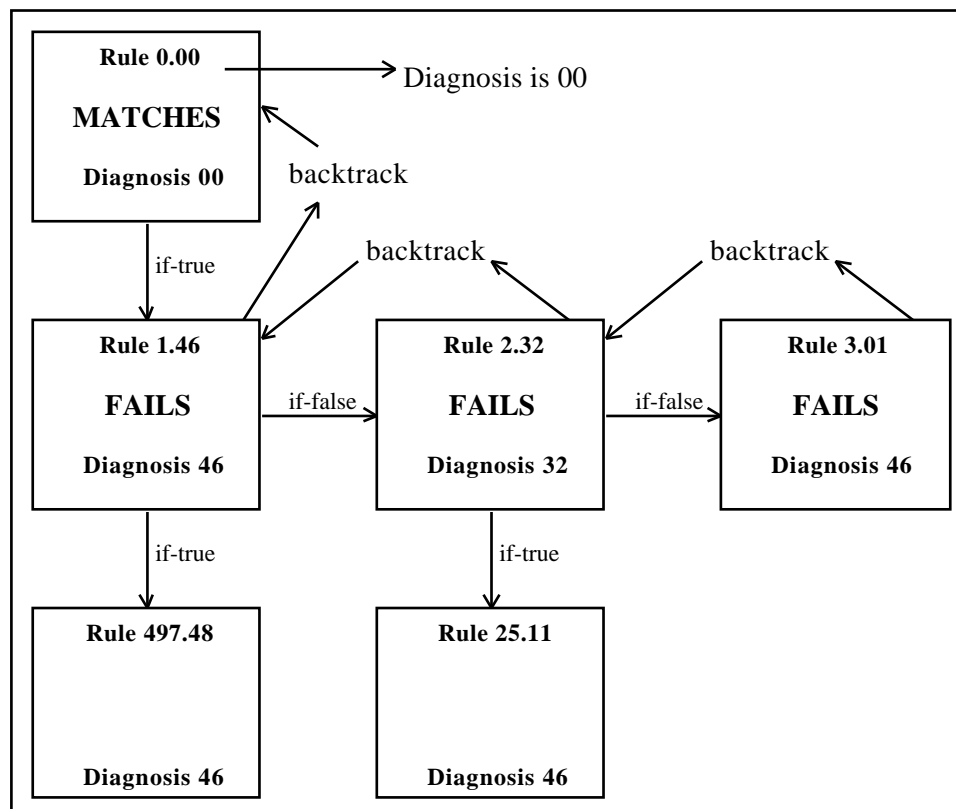 Rule 0.00
MATCHES
Diagnosis 00
Diagnosis is 00
backtrack
if-true
backtrack
backtrack
Rule 1.46
FAILS
Diagnosis 46
if-false
Rule 2.32
FAILS
Diagnosis 32
if-false
Rule 3.01
FAILS
Diagnosis 46
if-true
if-true
Rule 497.48
Diagnosis 46
Rule 25.11
Diagnosis 46